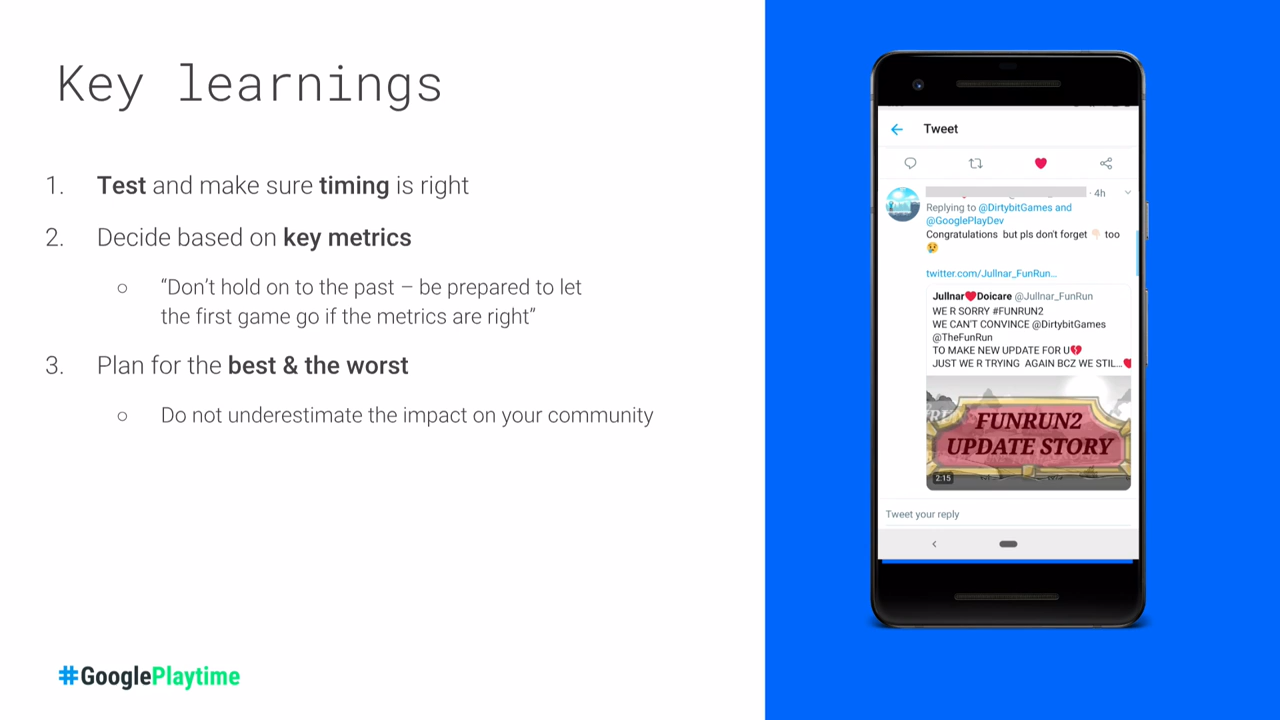 Key learnings
1. Test and make sure timing is right
2. Decide based on key metrics
○ “Don’t hold on to the past – be prepared to let
the first game go if the metrics are right”
3. Plan for the best & the worst
○ Do not underestimate the impact on your community
#GooglePlaytime
Tweet
· 4h
Replying to @DirtybitGames and
@GooglePlayDev
Congratulations but pls don't forget 👇🏻 too
😢
twitter.com/Jullnar_FunRun...
Jullnar❤Doicare @Jullnar_FunRun
WE R SORRY #FUNRUN2
WE CAN'T CONVINCE @DirtybitGames
@TheFunRun
TO MAKE NEW UPDATE FOR U💔
JUST WE R TRYING AGAIN BCZ WE STIL...❤
FUNRUN2
UPDATE STORY
2:15
Tweet your reply